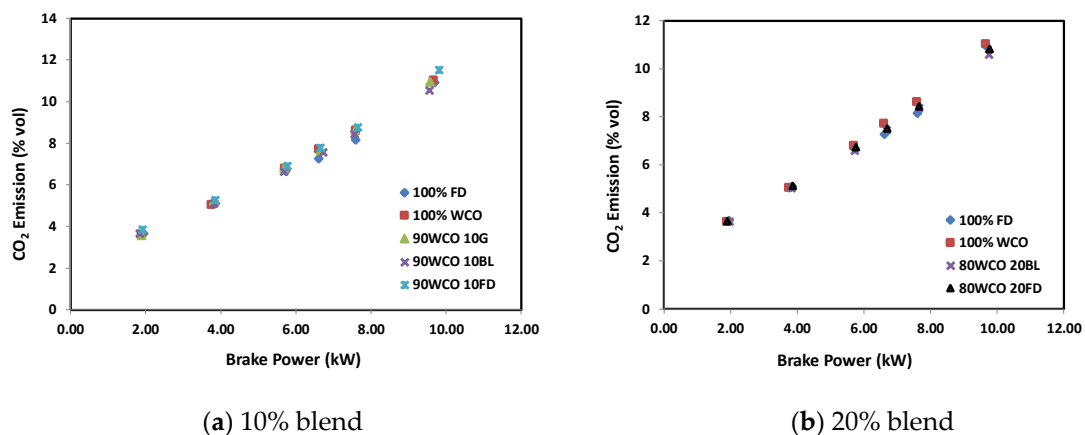 14
12
10
8
6
4
2
0
CO₂ Emission (% vol)
0.00 2.00 4.00 6.00 8.00 10.00 12.00
Brake Power (kW)
100% FD
100% WCO
90WCO 10G
90WCO 10BL
90WCO 10FD
(a) 10% blend
12
10
8
6
4
2
0
CO₂ Emission (% vol)
0.00 2.00 4.00 6.00 8.00 10.00 12.00
Brake Power (kW)
100% FD
100% WCO
80WCO 20BL
80WCO 20FD
(b) 20% blend